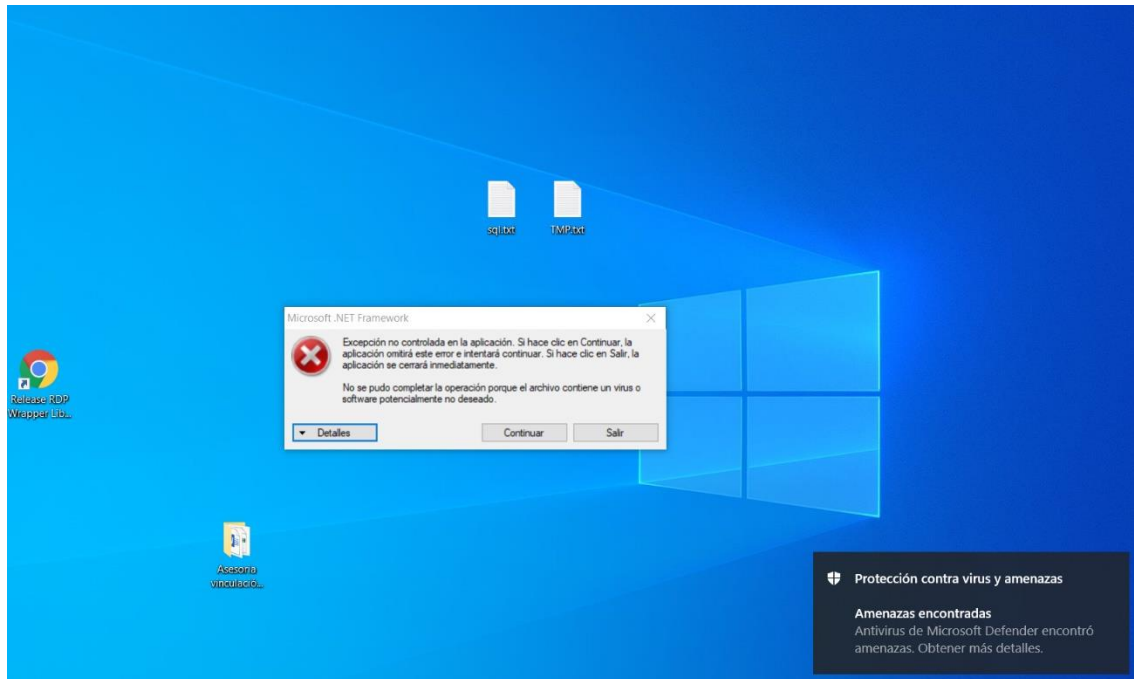 sql.txt
TMP.txt
Microsoft .NET Framework
Excepción no controlada en la aplicación. Si hace clic en Continuar, la
aplicación omitirá este error e intentará continuar. Si hace clic en Salir, la
aplicación se cerrará inmediatamente.
No se pudo completar la operación porque el archivo contiene un virus o
software potencialmente no deseado.
Detalles
Continuar
Salir
Release RDP
Wrapper Lib...
Asesoria
vinculació...
Protección contra virus y amenazas
Amenazas encontradas
Antivirus de Microsoft Defender encontró
amenazas. Obtener más detalles.